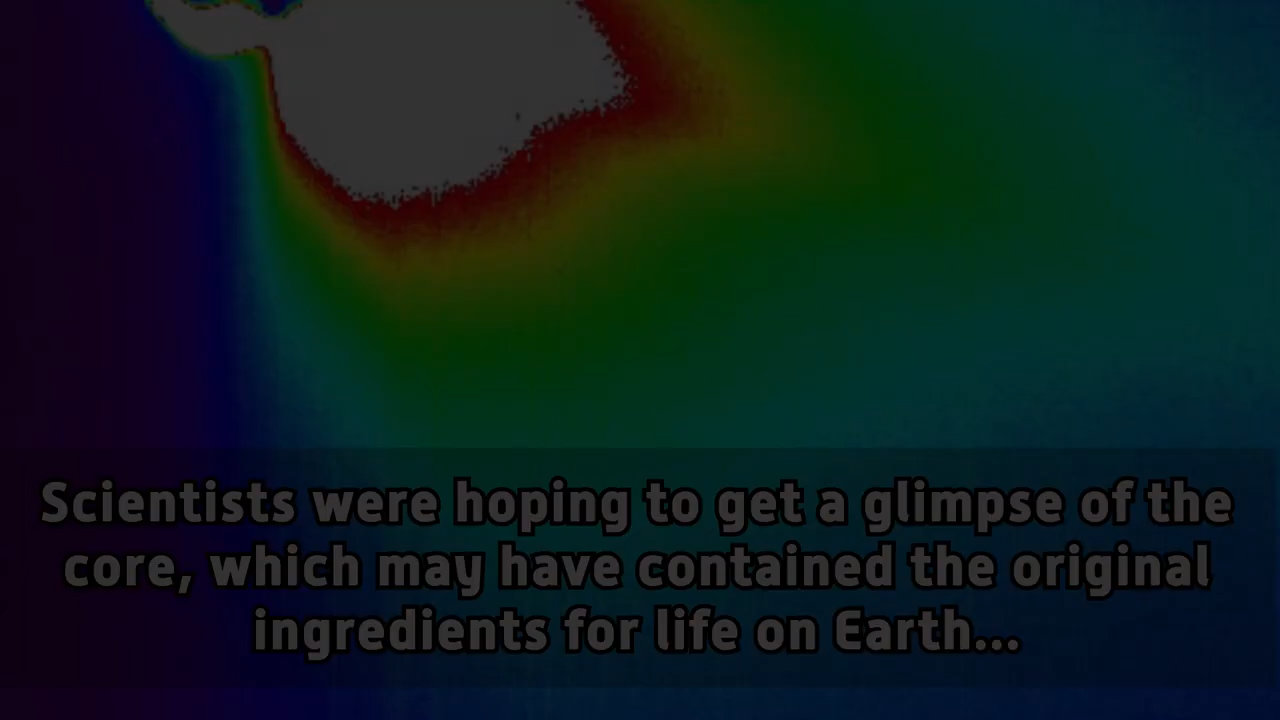 Scientists were hoping to get a glimpse of the
core, which may have contained the original
ingredients for life on Earth...